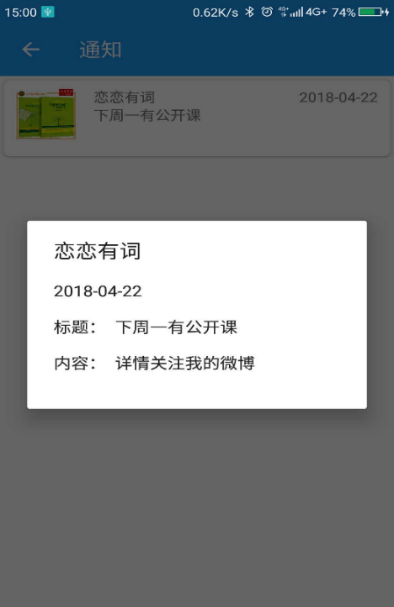 15:00 0.62K/s 4G+ 74%
通知
恋恋有词 2018-04-22
下周一有公开课
恋恋有词
2018-04-22
标题： 下周一有公开课
内容： 详情关注我的微博